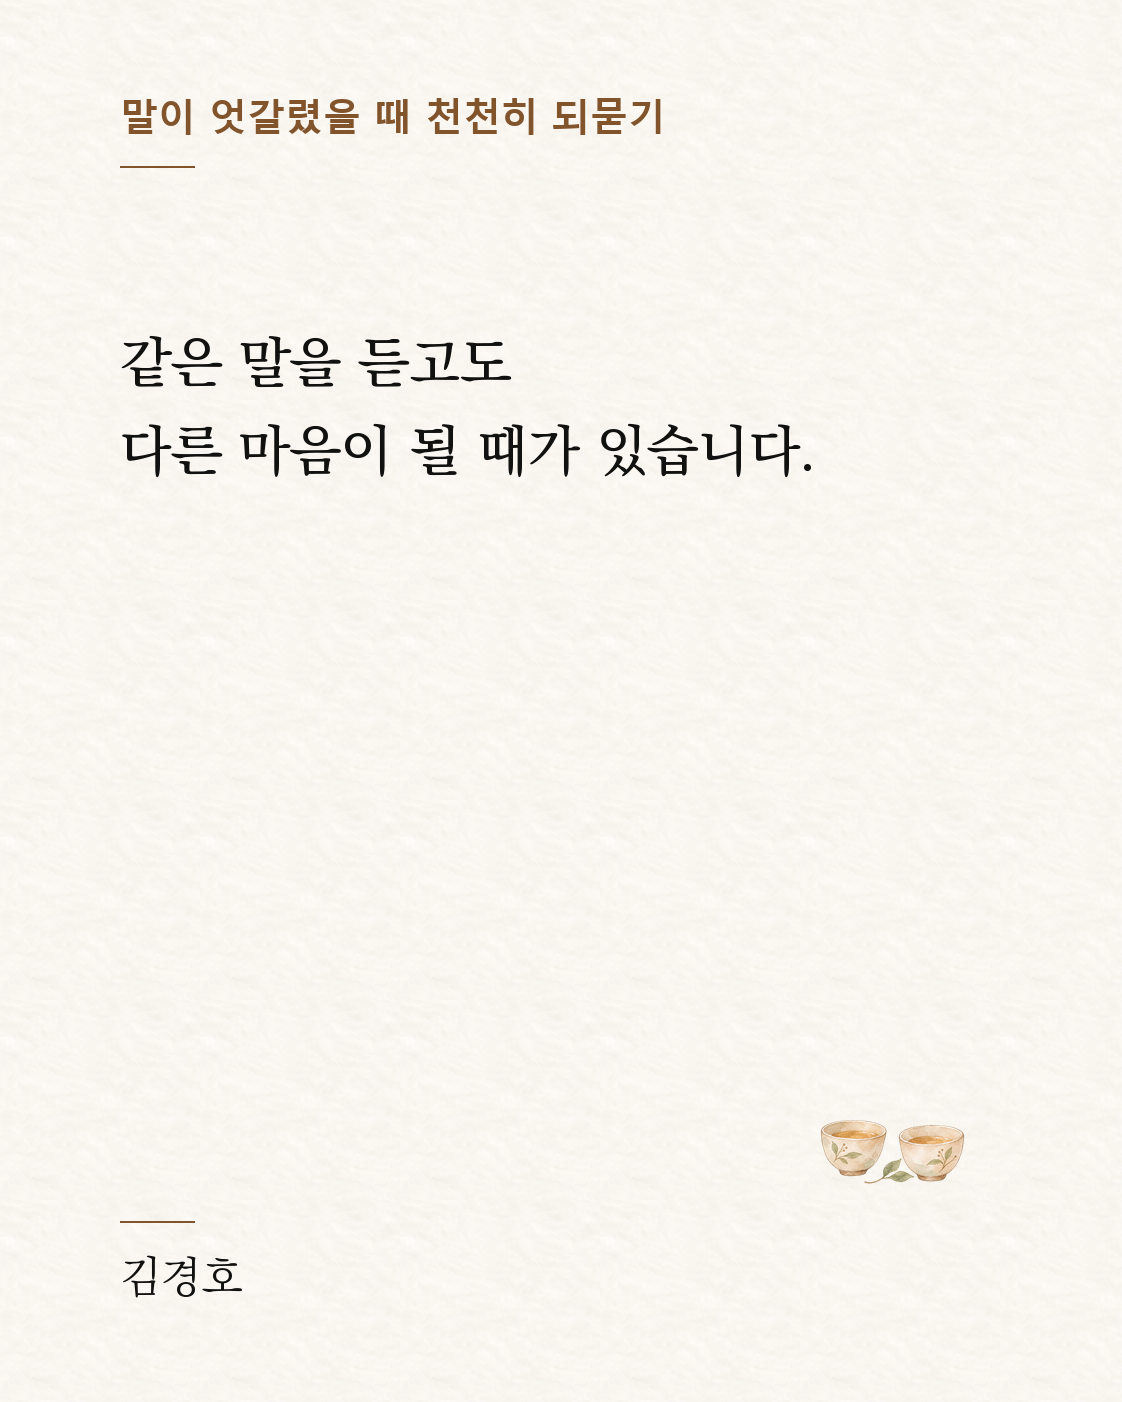 말이 엇갈렸을 때 천천히 되묻기
같은 말을 듣고도
다른 마음이 될 때가 있습니다.
김경호